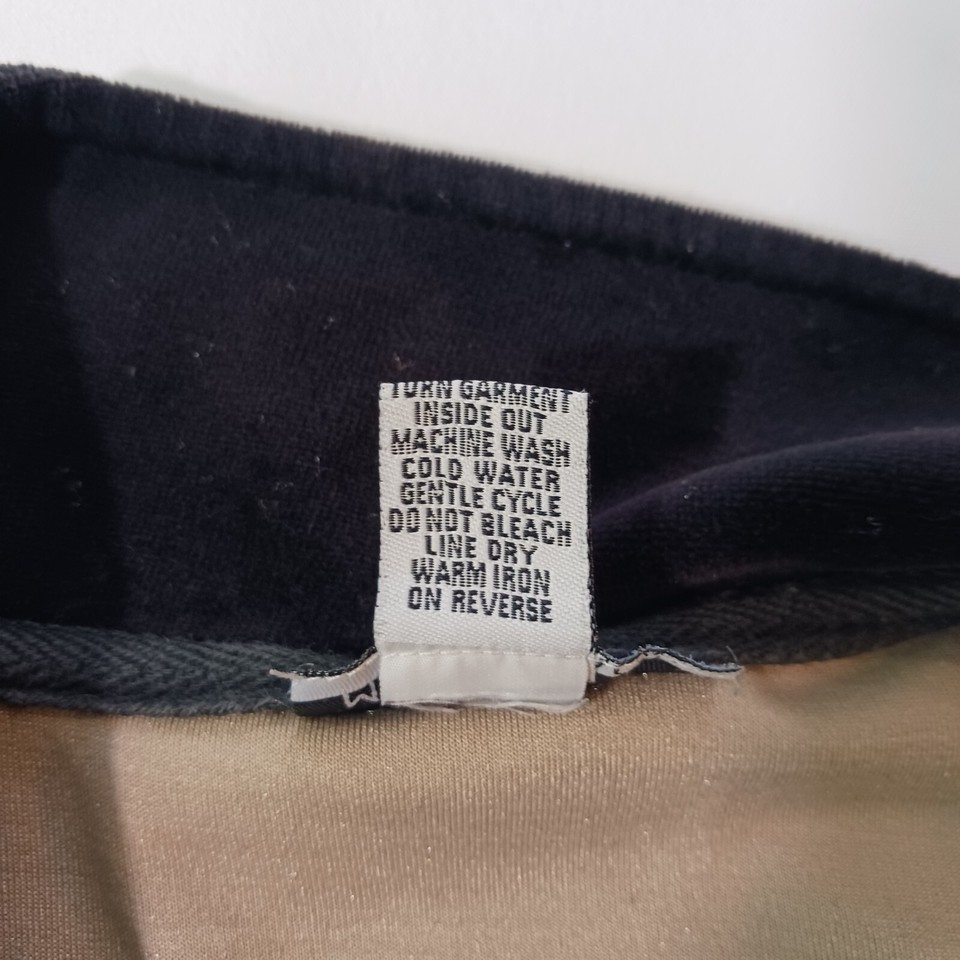 TURN GARMENT
INSIDE OUT
MACHINE WASH
COLD WATER
GENTLE CYCLE
DO NOT BLEACH
LINE DRY
WARM IRON
ON REVERSE